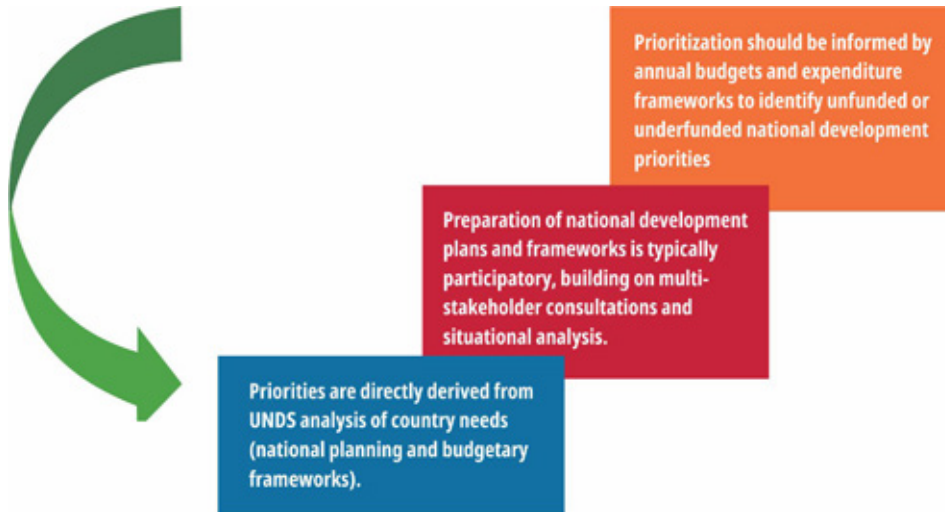 Prioritization should be informed by
annual budgets and expenditure
frameworks to identify unfunded or
underfunded national development
priorities
Preparation of national development
plans and frameworks is typically
participatory, building on multi-
stakeholder consultations and
situational analysis.
Priorities are directly derived from
UNDS analysis of country needs
(national planning and budgetary
frameworks).